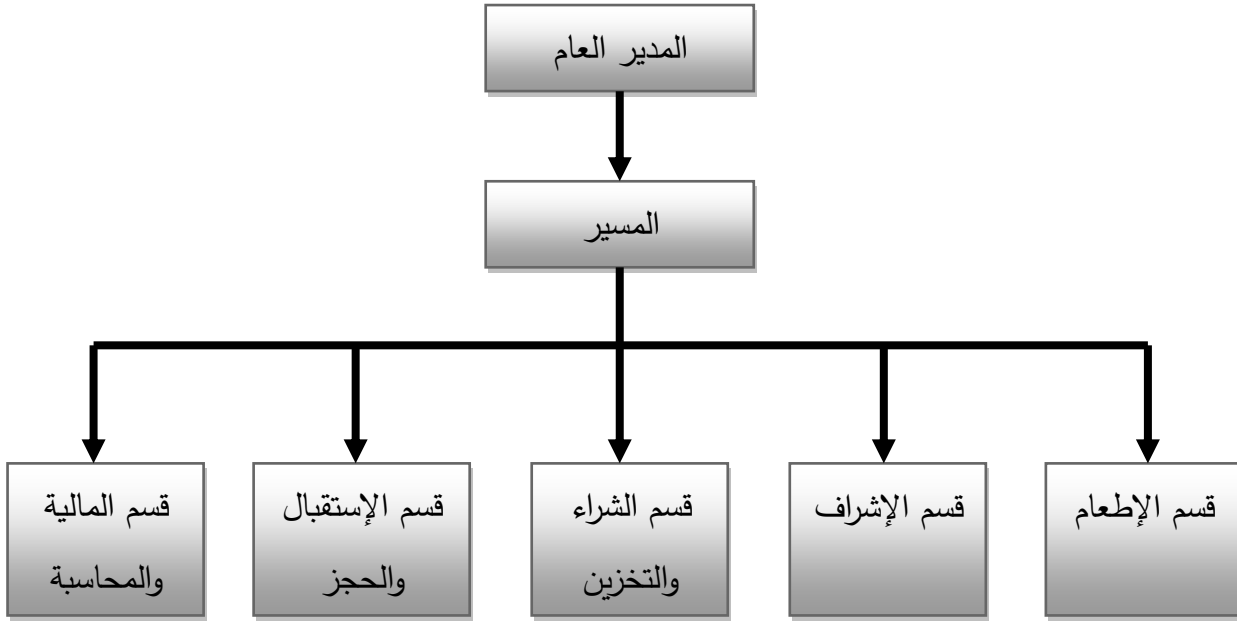 المدير العام
المسير
قسم الإطعام
قسم الإشراف
قسم الشراء
والتخزين
قسم الإستقبال
والحجز
قسم المالية
والمحاسبة